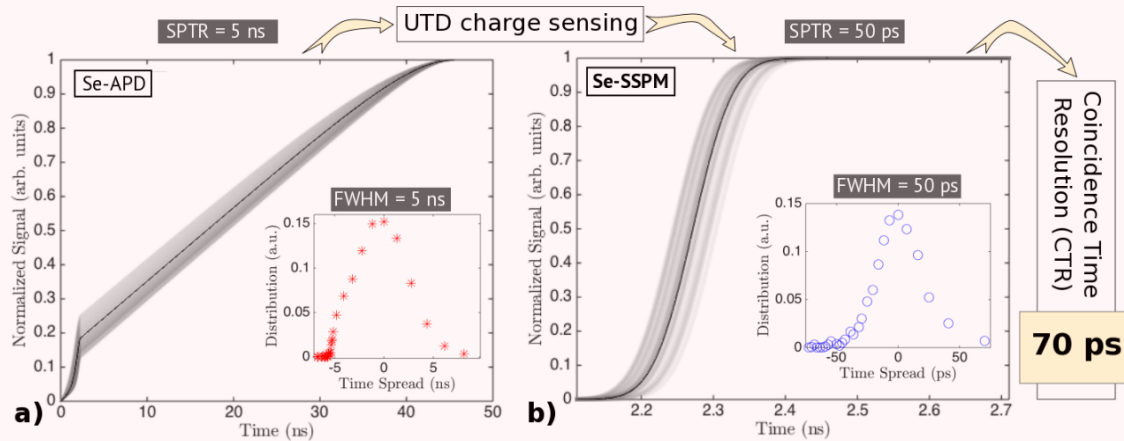 UTD charge sensing
SPTR = 5 ns
SPTR = 50 ps
Se-APD
Normalized Signal (arb. units)
1
0.9
0.8
0.7
0.6
0.5
0.4
0.3
0.2
0.1
0
0 10 20 30 40 50
Time (ns)
FWHM = 5 ns
Distribution (a.u.)
0.15
0.1
0.05
0
-5 0 5
Time Spread (ns)
a)
Se-SSPM
Normalized Signal (arb. units)
1
0.9
0.8
0.7
0.6
0.5
0.4
0.3
0.2
0.1
0
2.2 2.3 2.4 2.5 2.6 2.7
Time (ns)
FWHM = 50 ps
Distribution (a.u.)
0.15
0.1
0.05
0
-50 0 50
Time Spread (ps)
b)
Coincidence Time
Resolution (CTR)
70 ps